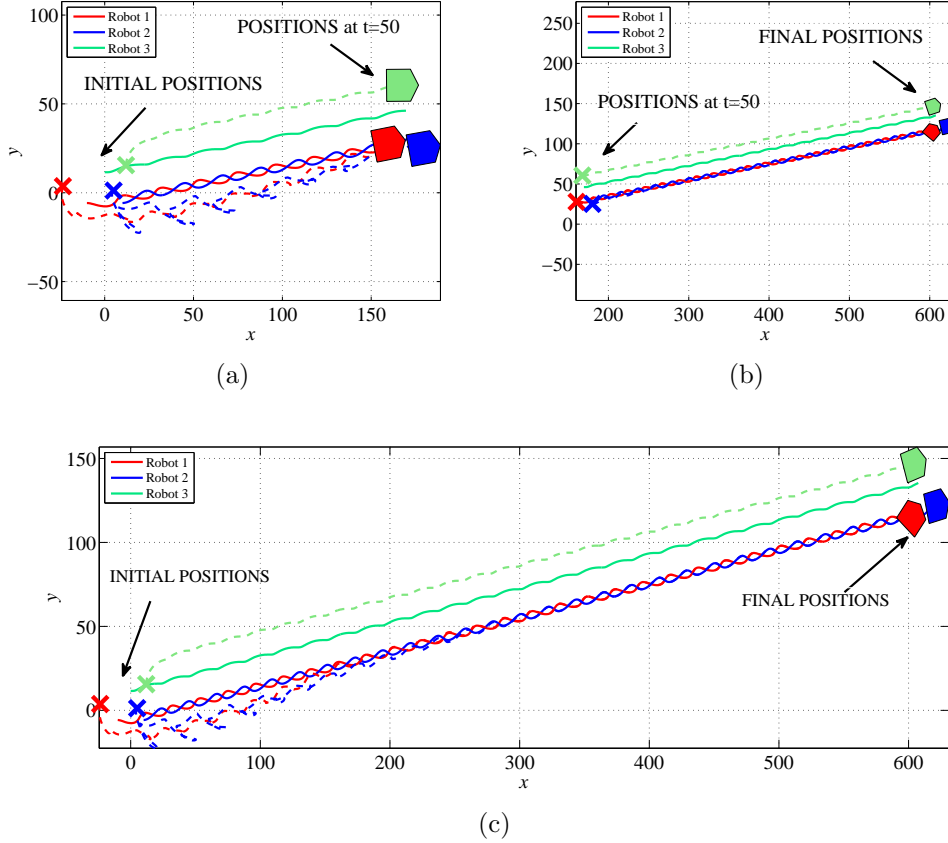 100
50
0
−50
y
0
50
100
150
x
Robot 1
Robot 2
Robot 3
POSITIONS at t=50
INITIAL POSITIONS
(a)
250
200
150
100
50
0
−50
y
200
300
400
500
600
x
Robot 1
Robot 2
Robot 3
FINAL POSITIONS
POSITIONS at t=50
(b)
150
100
50
0
y
0
100
200
300
400
500
600
x
Robot 1
Robot 2
Robot 3
INITIAL POSITIONS
FINAL POSITIONS
(c)